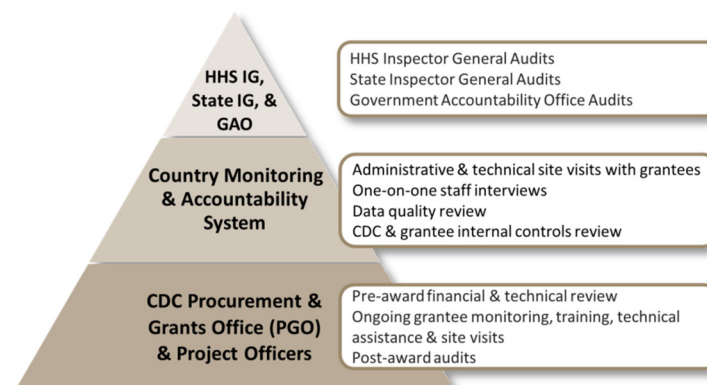 HHS IG,
State IG, &
GAO
HHS Inspector General Audits
State Inspector General Audits
Government Accountability Office Audits
Country Monitoring
& Accountability
System
Administrative & technical site visits with grantees
One-on-one staff interviews
Data quality review
CDC & grantee internal controls review
CDC Procurement &
Grants Office (PGO)
& Project Officers
Pre-award financial & technical review
Ongoing grantee monitoring, training, technical
assistance & site visits
Post-award audits